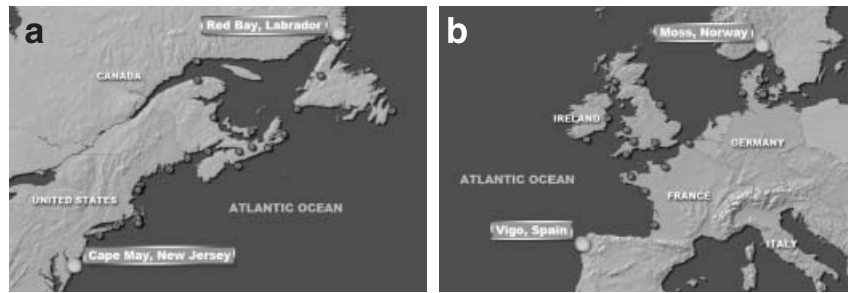 a
Red Bay, Labrador
CANADA
UNITED STATES
ATLANTIC OCEAN
Cape May, New Jersey
b
Moss, Norway
IRELAND
GERMANY
ATLANTIC OCEAN
FRANCE
Vigo, Spain
ITALY